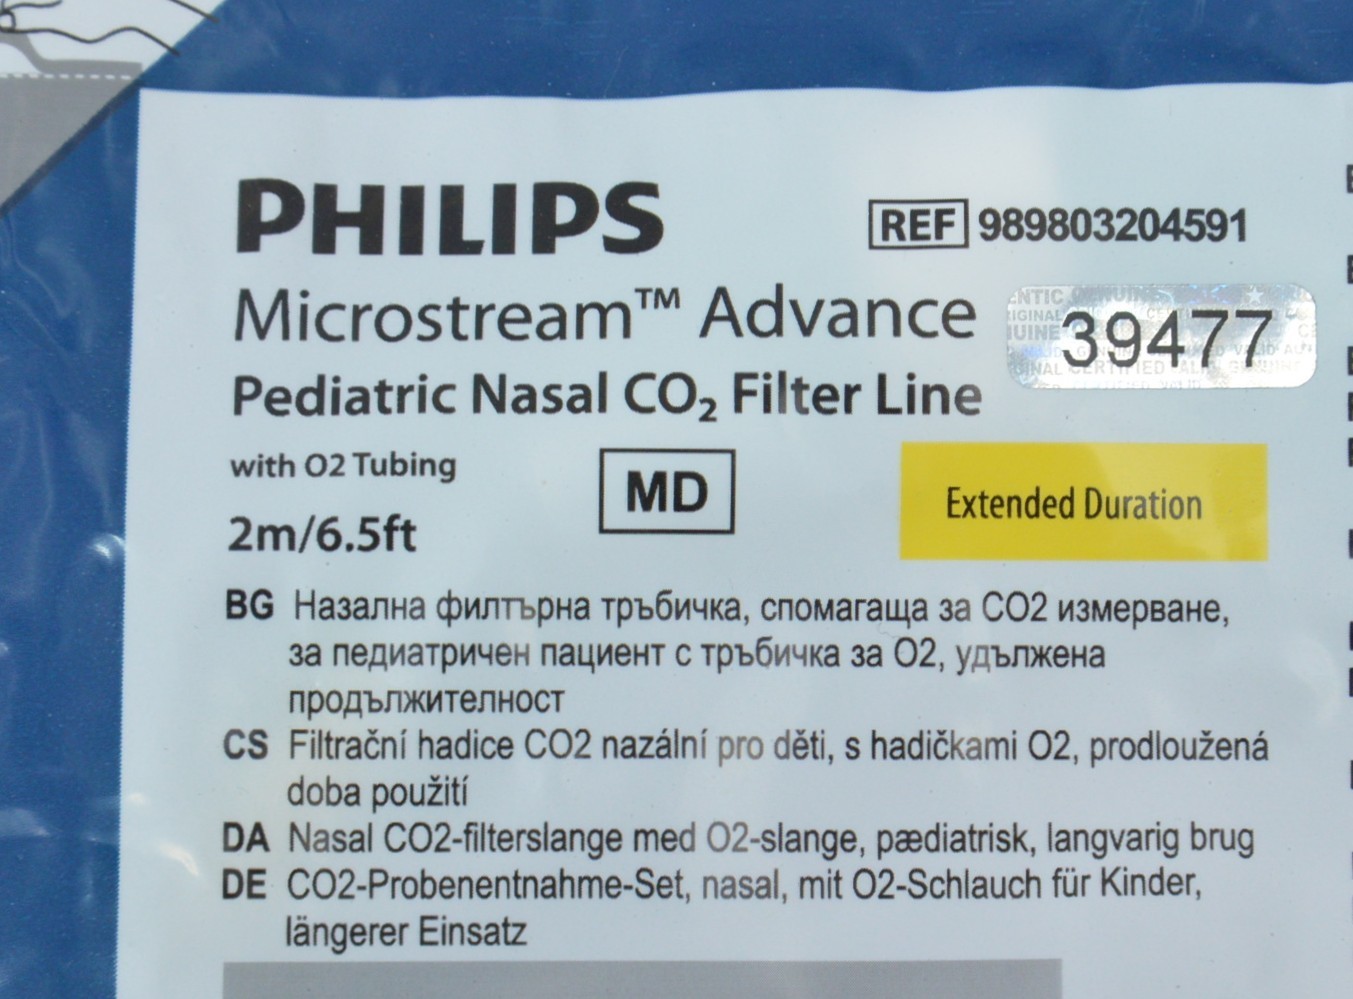 PHILIPS
REF 989803204591
Microstream™ Advance
39477
Pediatric Nasal CO₂ Filter Line
with O2 Tubing
MD
Extended Duration
2m/6.5ft
BG Назална филтърна тръбичка, спомагаща за CO2 измерване,
за педиатричен пациент с тръбичка за O2, удължена
продължителност
CS Filtrační hadice CO2 nazální pro děti, s hadičkami O2, prodloužená
doba použití
DA Nasal CO2-filterslange med O2-slange, pædiatrisk, langvarig brug
DE CO2-Probenentnahme-Set, nasal, mit O2-Schlauch für Kinder,
längerer Einsatz